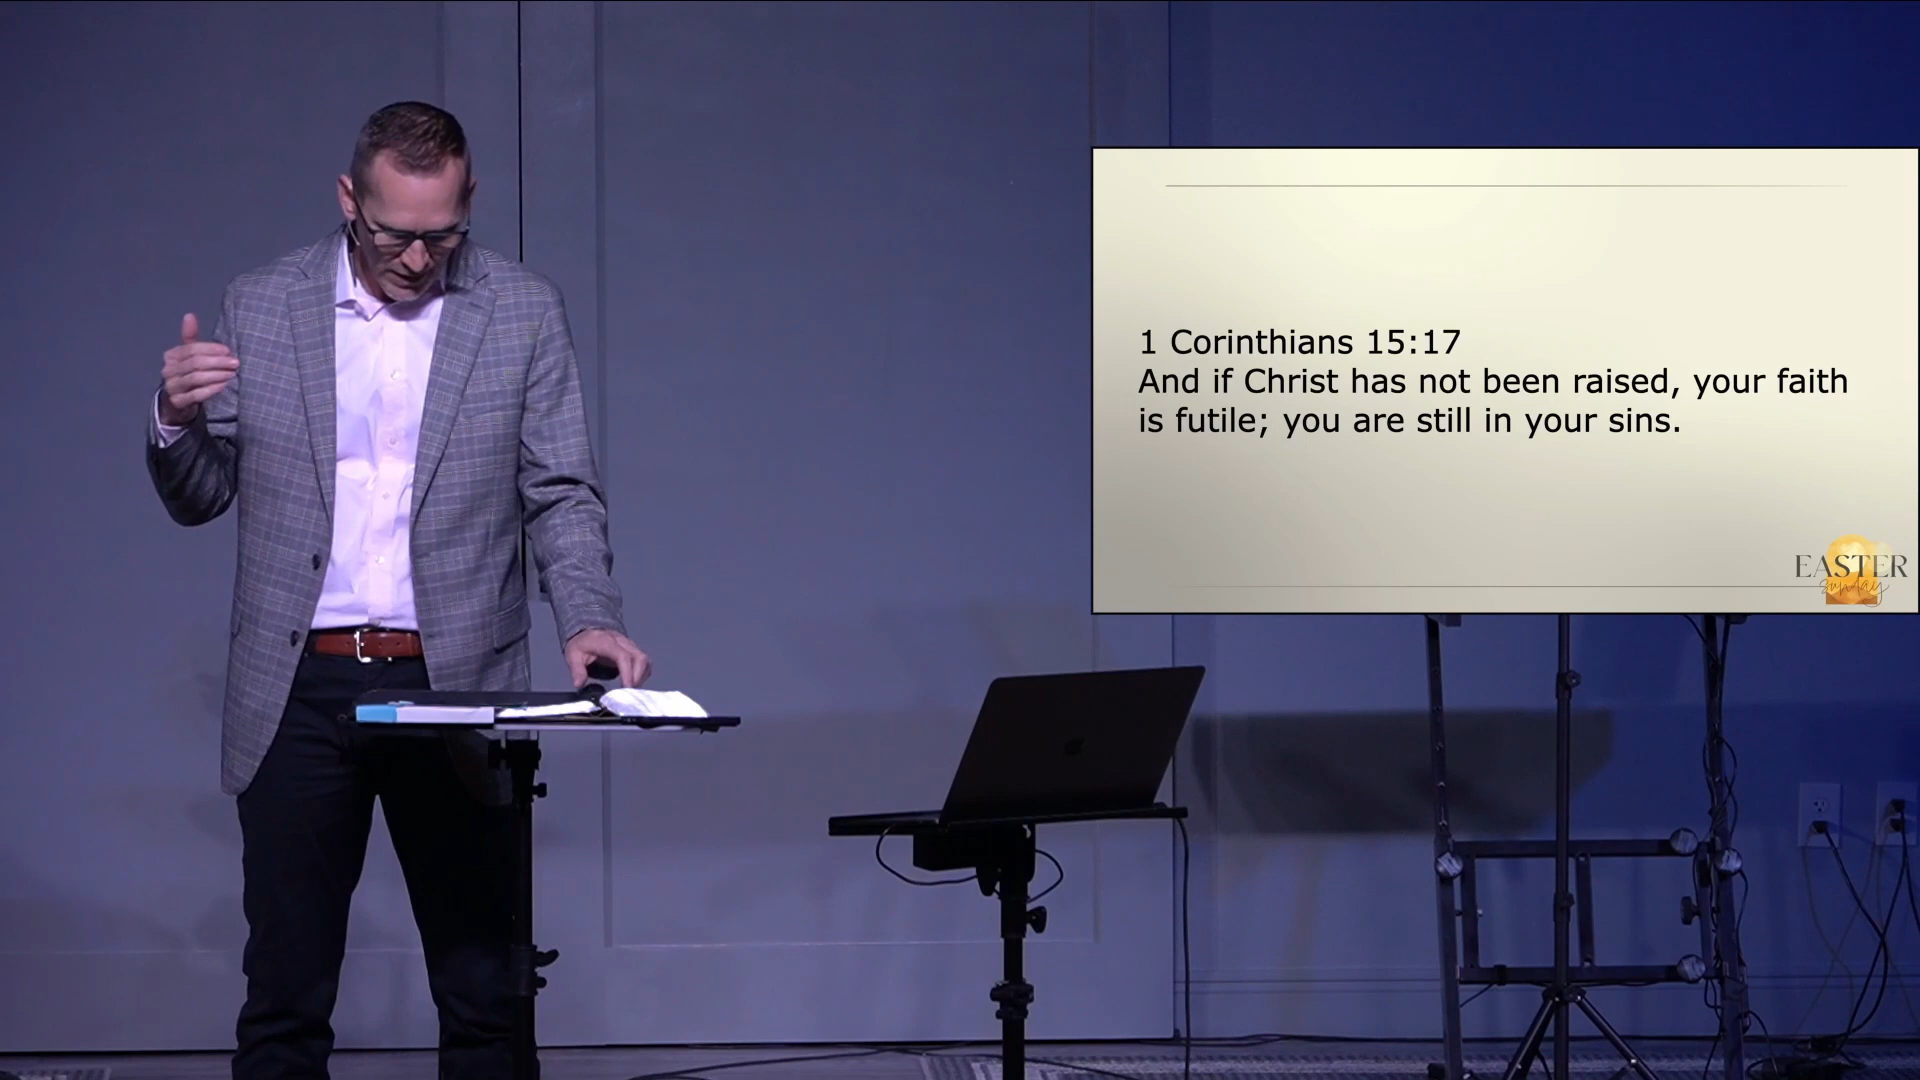 1 Corinthians 15:17
And if Christ has not been raised, your faith
is futile; you are still in your sins.
EASTER
sunday